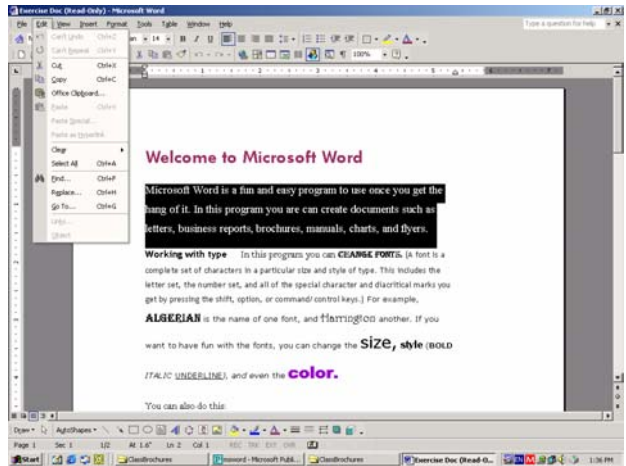 Exercise Doc (Read-Only) - Microsoft Word
File Edit View Insert Format Tools Table Window Help
Type a question for help
Can't Undo Ctrl+Z
Can't Repeat Ctrl+Y
Cut Ctrl+X
Copy Ctrl+C
Office Clipboard...
Paste Ctrl+V
Paste Special...
Paste as Hyperlink
Clear
Select All Ctrl+A
Find... Ctrl+F
Replace... Ctrl+H
Go To... Ctrl+G
Links...
Object
14
100%
Welcome to Microsoft Word
Microsoft Word is a fun and easy program to use once you get the
hang of it. In this program you are can create documents such as
letters, business reports, brochures, manuals, charts, and flyers.
Working with type In this program you can CHANGE FONTS. (A font is a
complete set of characters in a particular size and style of type. This includes the
letter set, the number set, and all of the special character and diacritical marks you
get by pressing the shift, option, or command/control keys.) For example,
ALGERIAN is the name of one font, and Harrington another. If you
want to have fun with the fonts, you can change the size, style (BOLD
ITALIC UNDERLINE), and even the color.
You can also do this:
Draw AutoShapes
Page 1 Sec 1 1/2 At 1.6" Ln 2 Col 1 REC TRK EXT OVR
Start ClassBrochures msword - Microsoft Publi... ClassBrochures Exercise Doc (Read-O... 1:36 PM